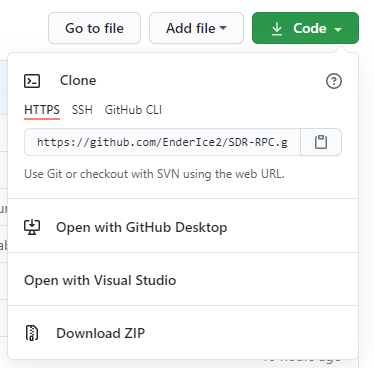 Go to file
Add file
Code
Clone
HTTPS SSH GitHub CLI
https://github.com/EnderIce2/SDR-RPC.g
Use Git or checkout with SVN using the web URL.
Open with GitHub Desktop
Open with Visual Studio
Download ZIP